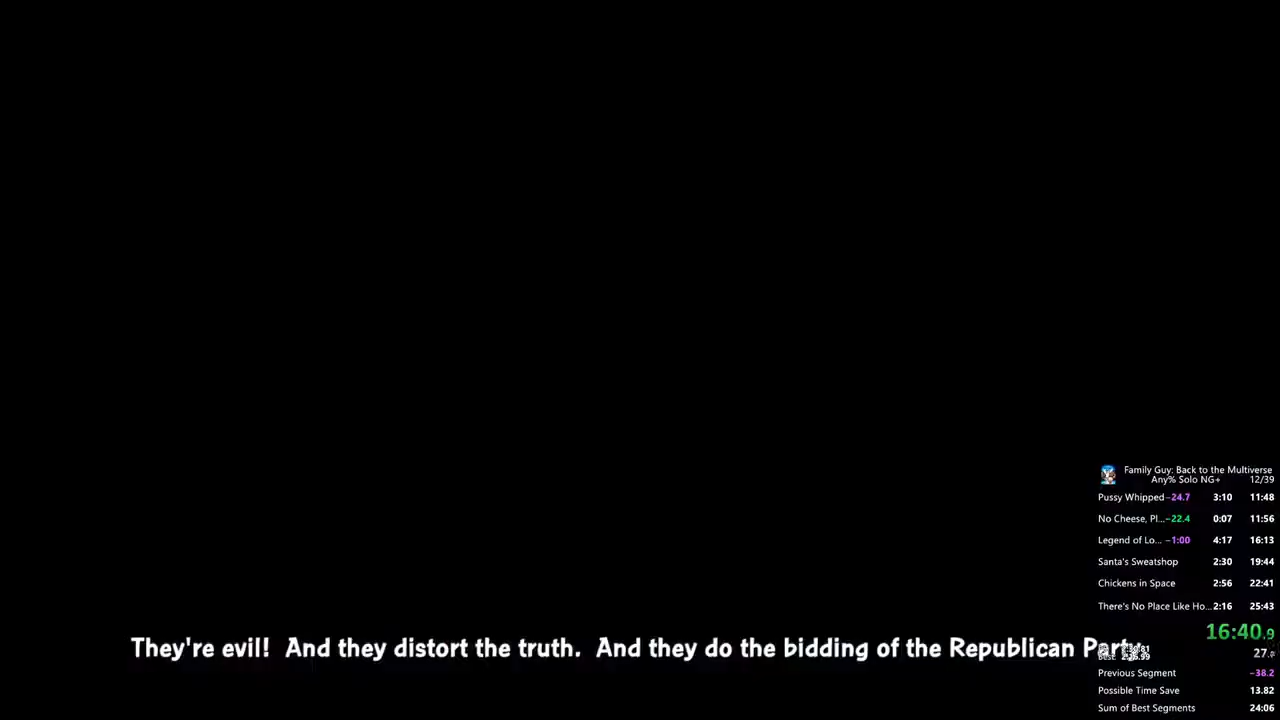 Family Guy: Back to the Multiverse
Any% Solo NG+ 12/39
Pussy Whipped -24.7 3:10 11:48
No Cheese, Pl... -22.4 0:07 11:56
Legend of Lo... -1:00 4:17 16:13
Santa's Sweatshop 2:30 19:44
Chickens in Space 2:56 22:41
There's No Place Like Ho... 2:16 25:43
16:40.9
They're evil! And they distort the truth. And they do the bidding of the Republican Party.
Previous Segment -38.2
Possible Time Save 13.82
Sum of Best Segments 24:06